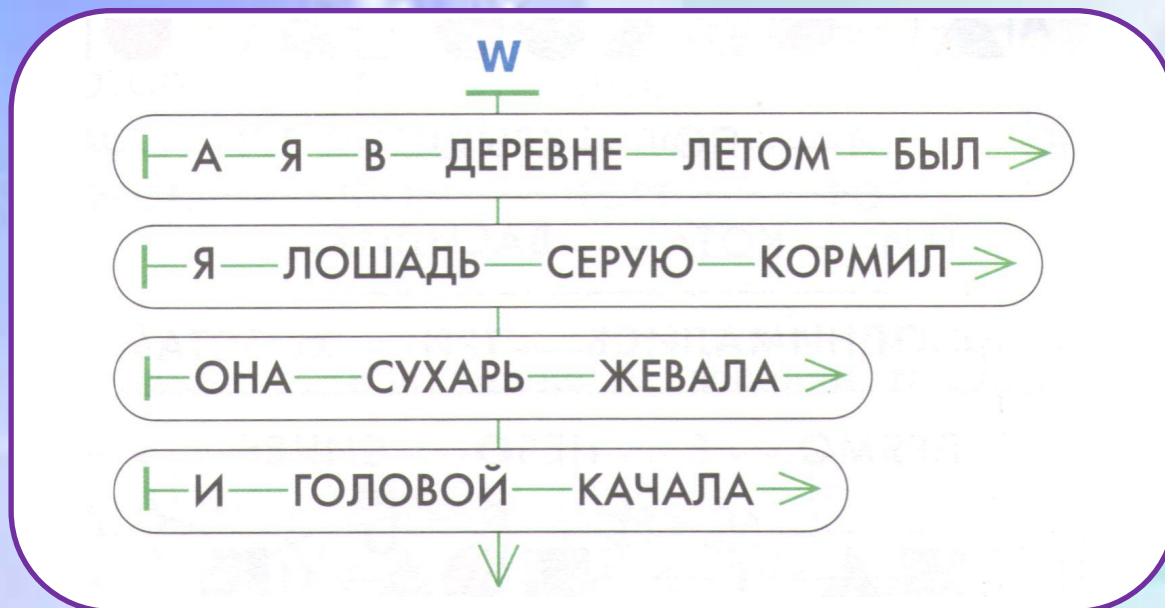 W
А Я В ДЕРЕВНЕ ЛЕТОМ БЫЛ
Я ЛОШАДЬ СЕРУЮ КОРМИЛ
ОНА СУХАРЬ ЖЕВАЛА
И ГОЛОВОЙ КАЧАЛА